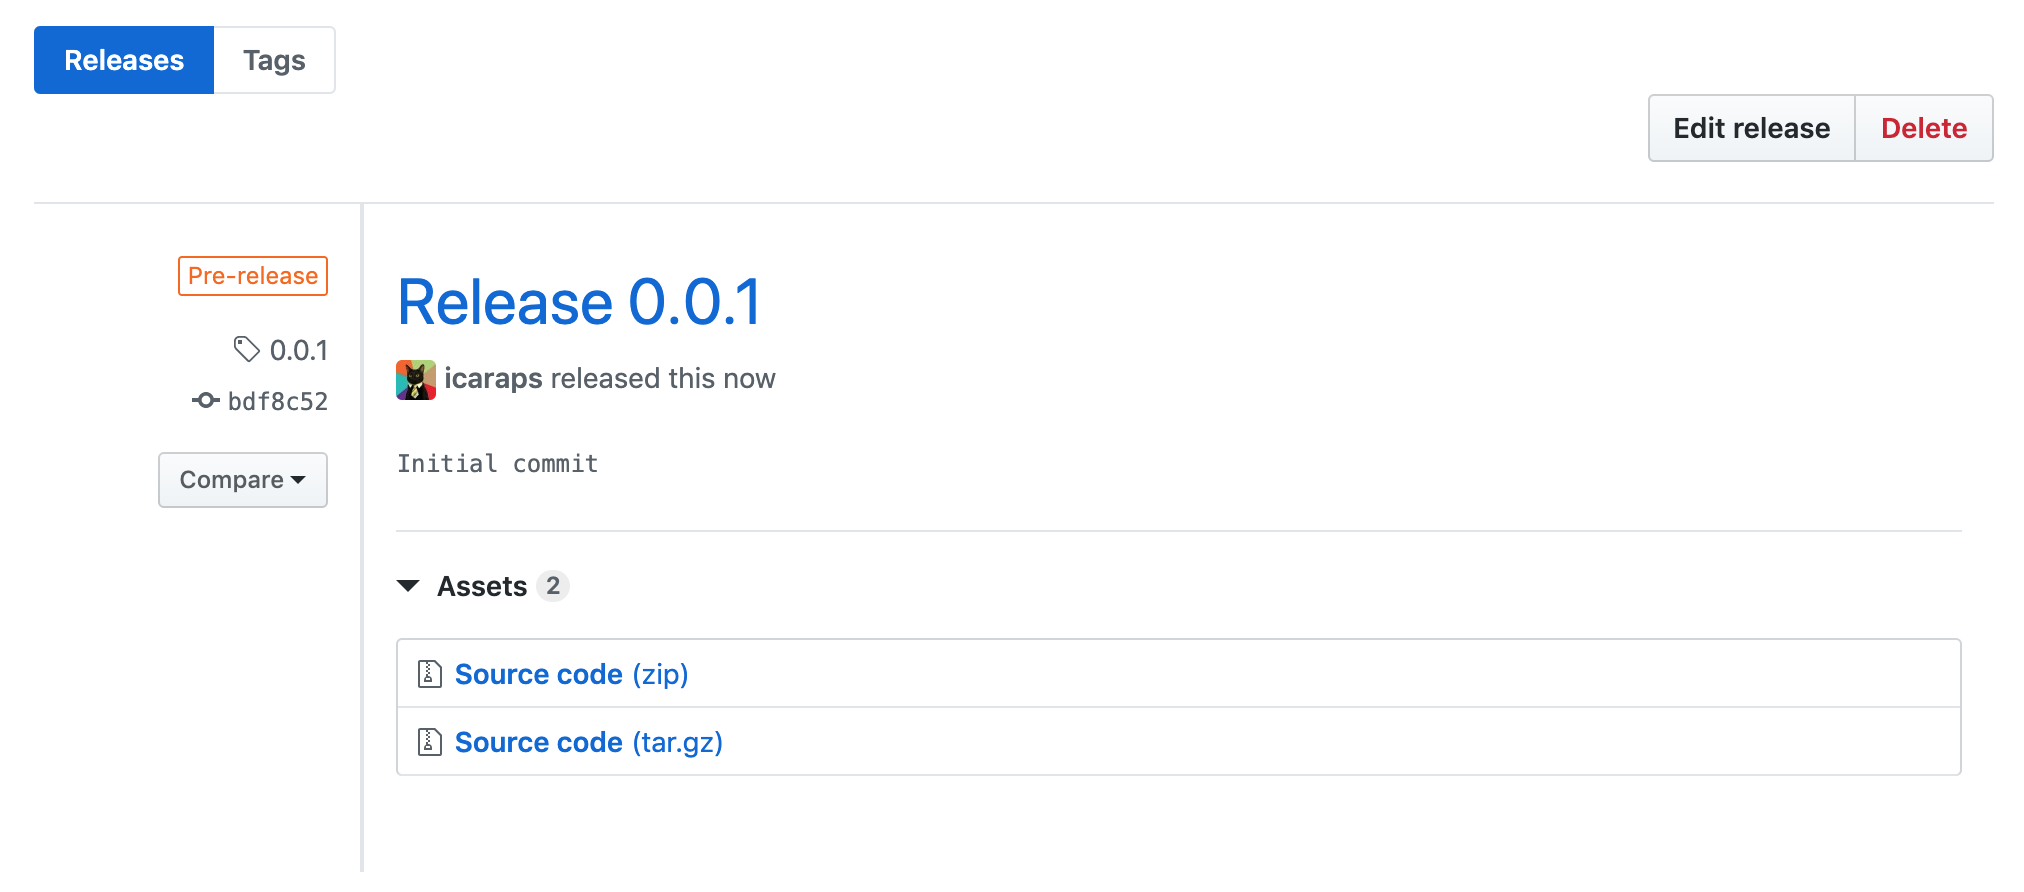 Releases Tags
Edit release Delete
Pre-release
0.0.1
bdf8c52
Compare
Release 0.0.1
icaraps released this now
Initial commit
Assets 2
Source code (zip)
Source code (tar.gz)